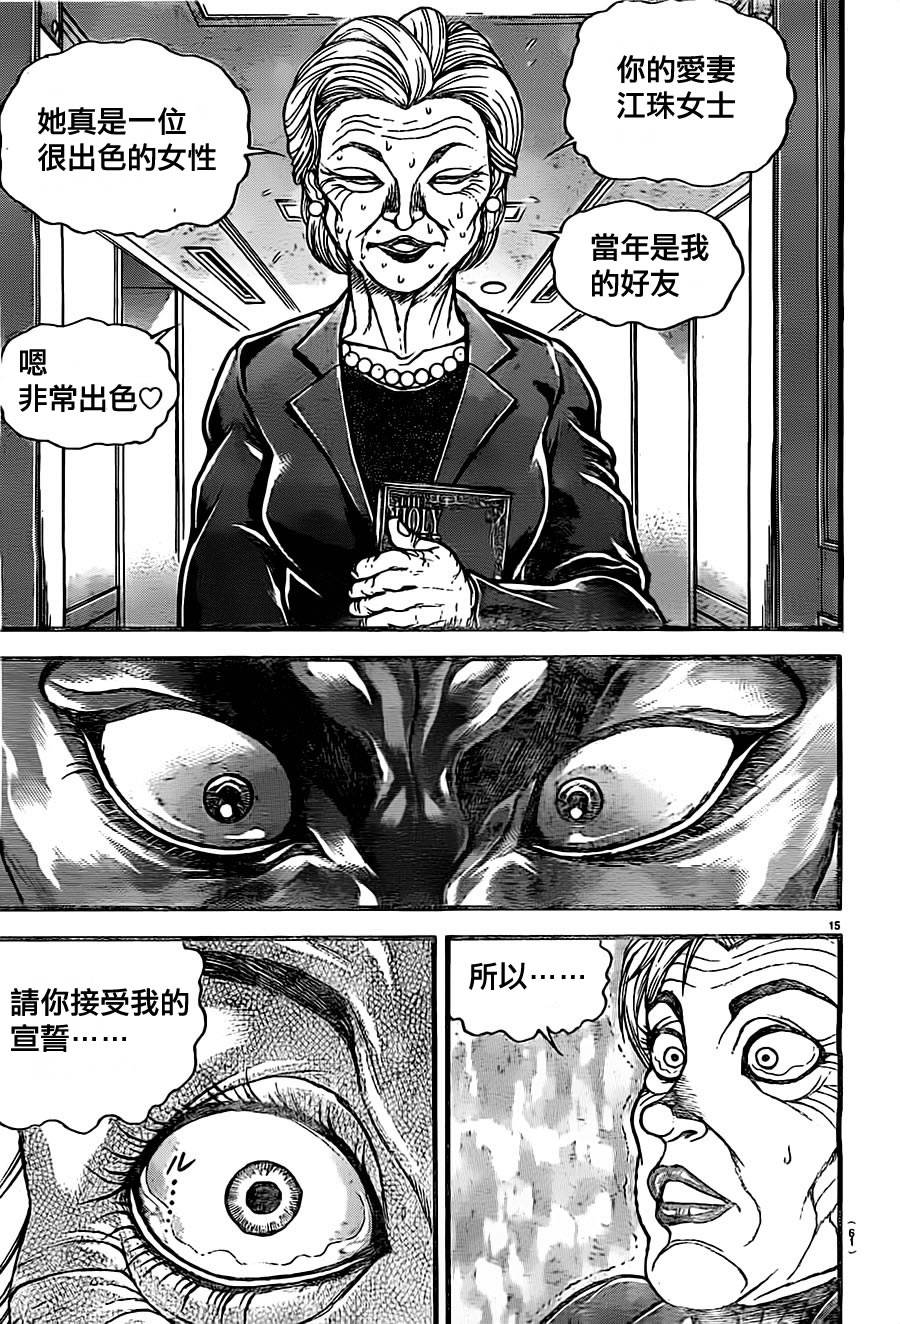 你的愛妻
江珠女士
當年是我
的好友
她真是一位
很出色的女性
嗯
非常出色♡
HOLY
15
所以……
請你接受我的
宣誓……
(61)